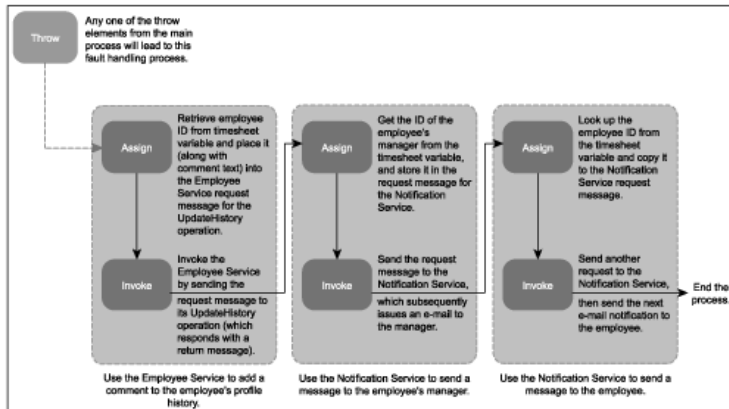 Throw
Any one of the throw
elements from the main
process will lead to this
fault handling process.
Assign
Retrieve employee
ID from timesheet
variable and place it
(along with
comment text) into
the Employee
Service request
message for the
UpdateHistory
operation.
Invoke
Invoke the
Employee Service
by sending the
request message to
its UpdateHistory
operation (which
responds with a
return message).
Use the Employee Service to add a
comment to the employee's profile
history.
Assign
Get the ID of the
employee's
manager from the
timesheet variable,
and store it in the
request message for
the Notification
Service.
Invoke
Send the request
message to the
Notification Service,
which subsequently
issues an e-mail to
the manager.
Use the Notification Service to send a
message to the employee's manager.
Assign
Look up the
employee ID from
the timesheet
variable and copy it
to the Notification
Service request
message.
Invoke
Send another
request to the
Notification Service,
then send the next
e-mail notification to
the employee.
Use the Notification Service to send a
message to the employee.
End the
process.